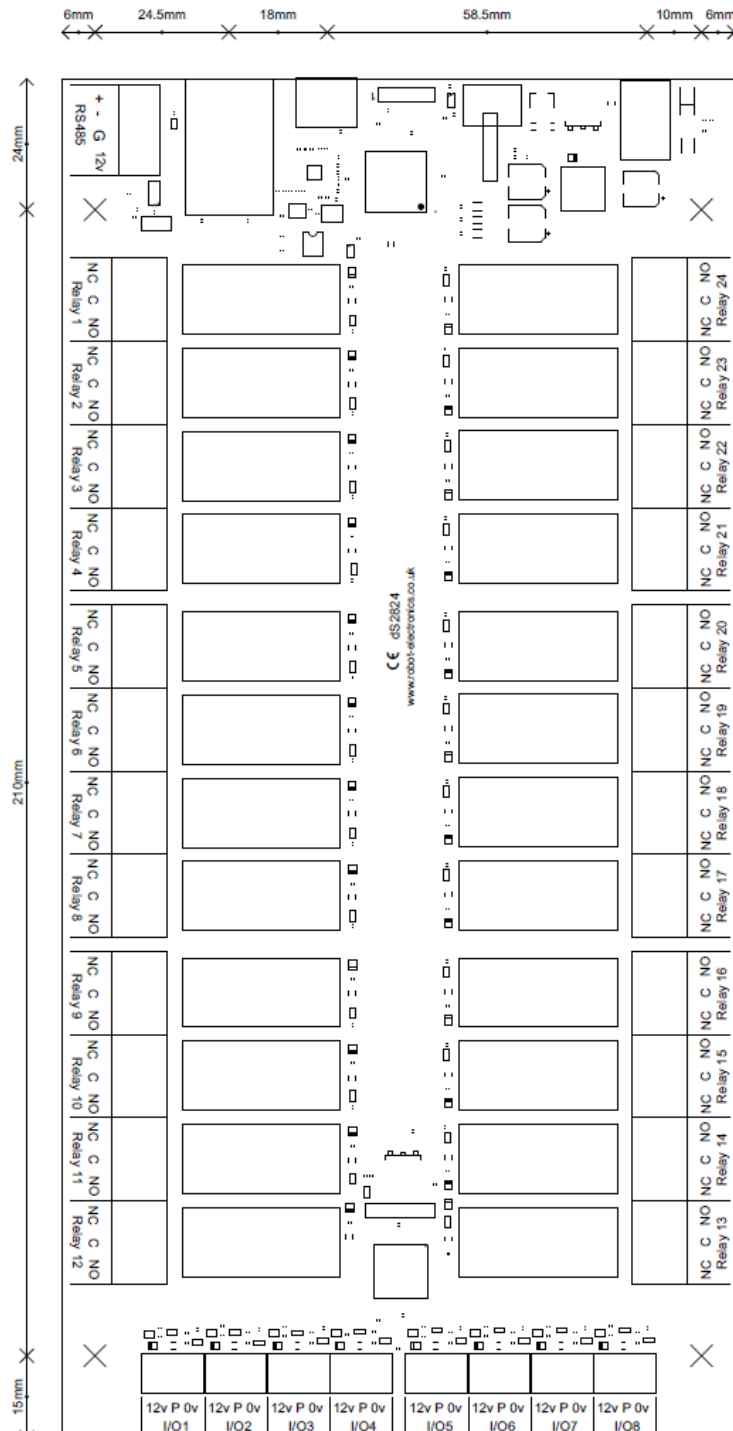 6mm 24.5mm 18mm 58.5mm 10mm 6mm
24mm
210mm
15mm
+ - G 12v
RS485
1
NC C NO
Relay 1
NC C NO
Relay 2
NC C NO
Relay 3
NC C NO
Relay 4
NC C NO
Relay 5
NC C NO
Relay 6
NC C NO
Relay 7
NC C NO
Relay 8
NC C NO
Relay 9
NC C NO
Relay 10
NC C NO
Relay 11
NC C NO
Relay 12
CE dS2824
www.robot-electronics.co.uk
NC C NO
Relay 24
NC C NO
Relay 23
NC C NO
Relay 22
NC C NO
Relay 21
NC C NO
Relay 20
NC C NO
Relay 19
NC C NO
Relay 18
NC C NO
Relay 17
NC C NO
Relay 16
NC C NO
Relay 15
NC C NO
Relay 14
NC C NO
Relay 13
12v P 0v 12v P 0v 12v P 0v 12v P 0v 12v P 0v 12v P 0v 12v P 0v 12v P 0v
I/O1 I/O2 I/O3 I/O4 I/O5 I/O6 I/O7 I/O8